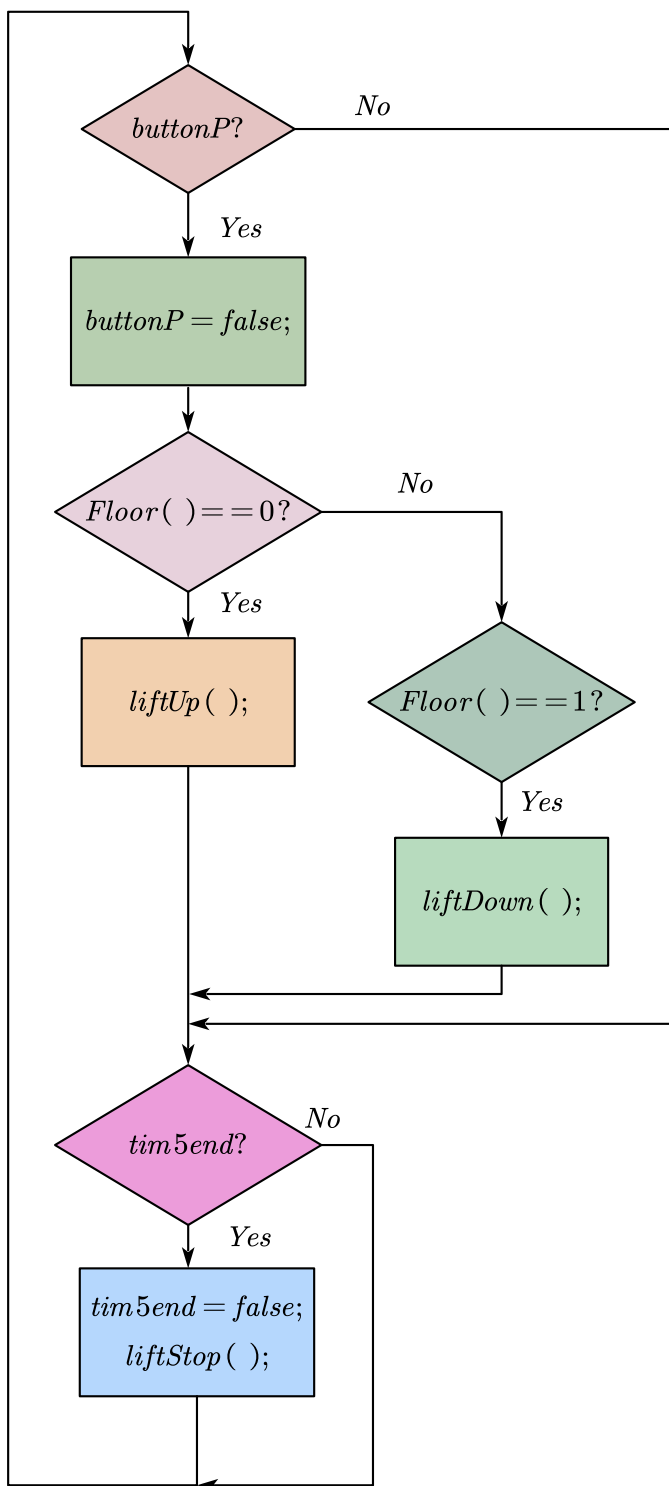 buttonP?
No
Yes
buttonP = false;
Floor( )==0?
No
Yes
liftUp( );
Floor( )==1?
Yes
liftDown( );
tim5end?
No
Yes
tim5end = false;
liftStop( );